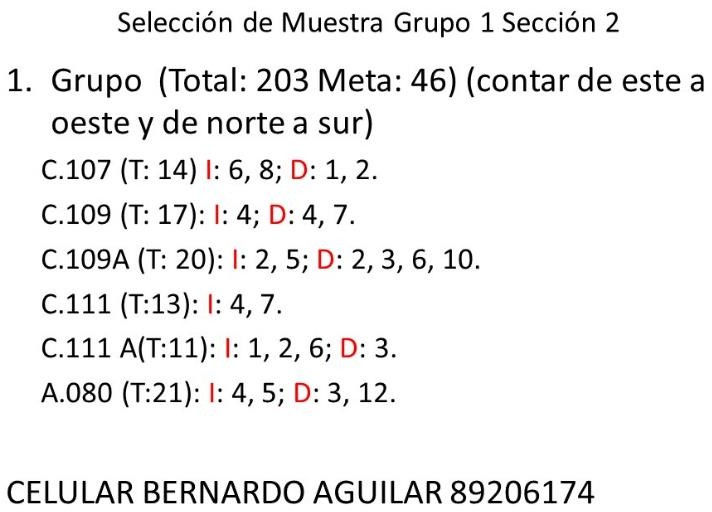 Selección de Muestra Grupo 1 Sección 2
1. Grupo (Total: 203 Meta: 46) (contar de este a
oeste y de norte a sur)
C.107 (T: 14) I: 6, 8; D: 1, 2.
C.109 (T: 17): I: 4; D: 4, 7.
C.109A (T: 20): I: 2, 5; D: 2, 3, 6, 10.
C.111 (T:13): I: 4, 7.
C.111 A(T:11): I: 1, 2, 6; D: 3.
A.080 (T:21): I: 4, 5; D: 3, 12.
CELULAR BERNARDO AGUILAR 89206174